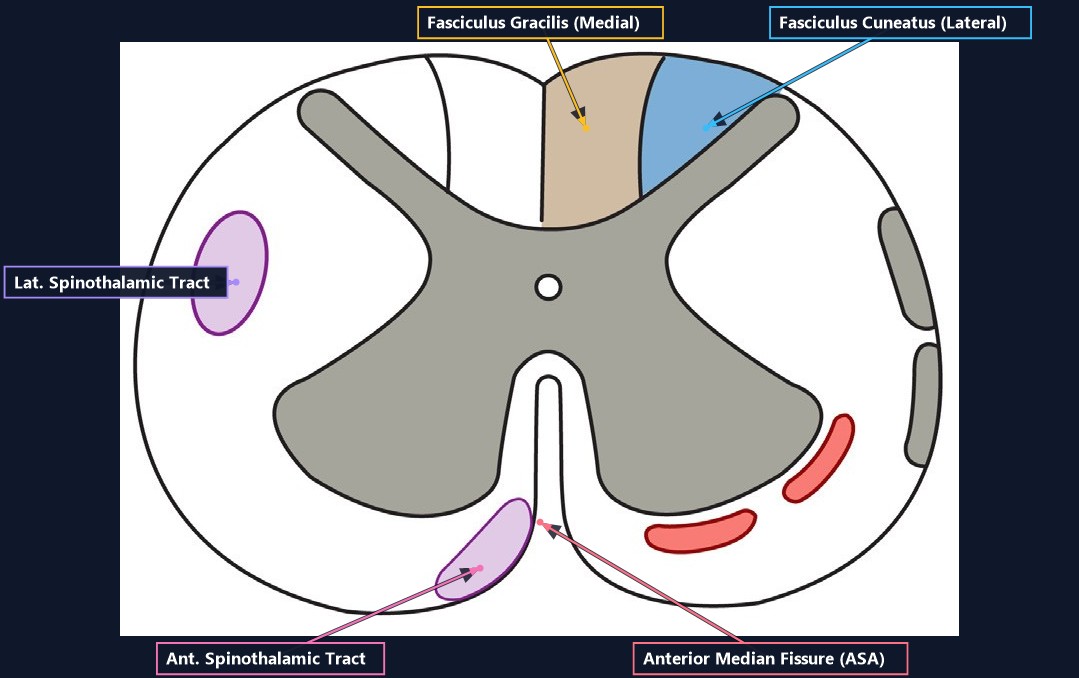 Fasciculus Gracilis (Medial)
Fasciculus Cuneatus (Lateral)
Lat. Spinothalamic Tract
Ant. Spinothalamic Tract
Anterior Median Fissure (ASA)